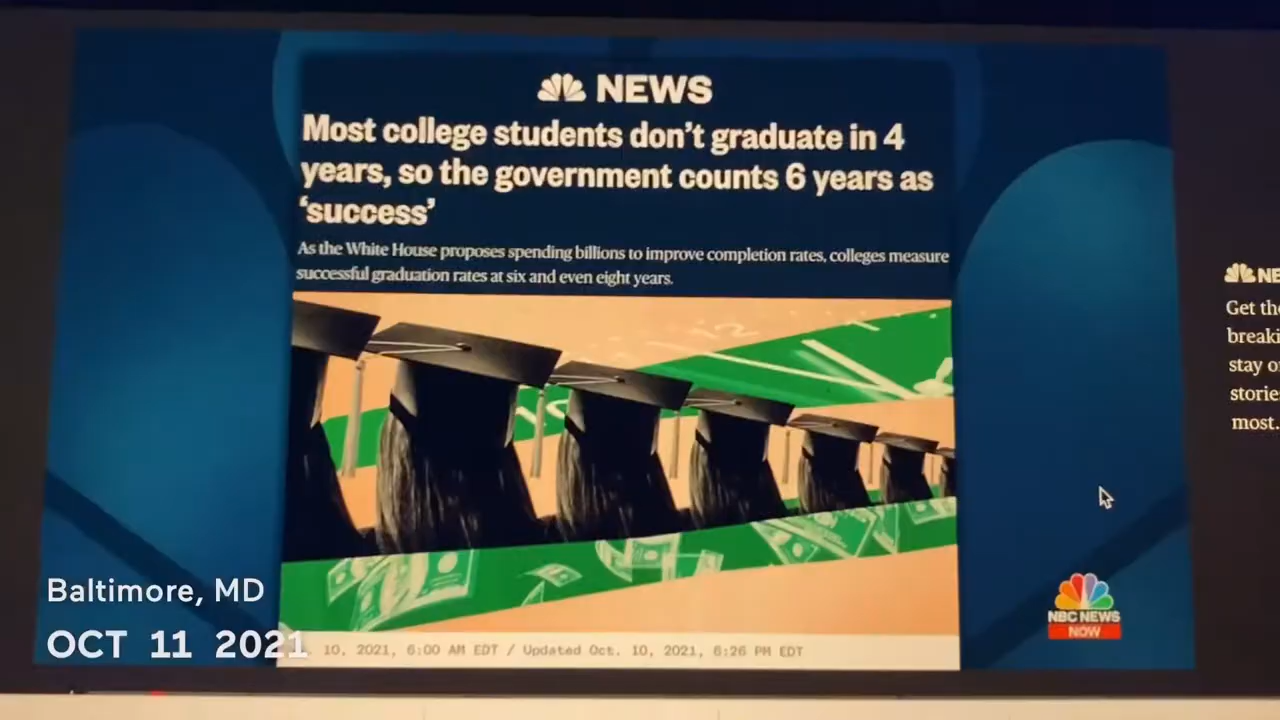 NEWS
Most college students don't graduate in 4
years, so the government counts 6 years as
'success'
As the White House proposes spending billions to improve completion rates, colleges measure
successful graduation rates at six and even eight years.
10, 2021, 6:00 AM EDT / Updated Oct. 10, 2021, 6:26 PM EDT
NBC NEWS
NOW
NE
Get the
breaki
stay o
storie
most.
Baltimore, MD
OCT 11 2021